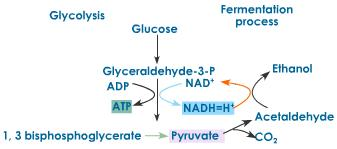 Glycolysis
Fermentation
process
Glucose
Glyceraldehyde-3-P
Ethanol
ADP
NAD⁺
ATP
NADH=H⁺
Acetaldehyde
1, 3 bisphosphoglycerate
Pyruvate
CO₂